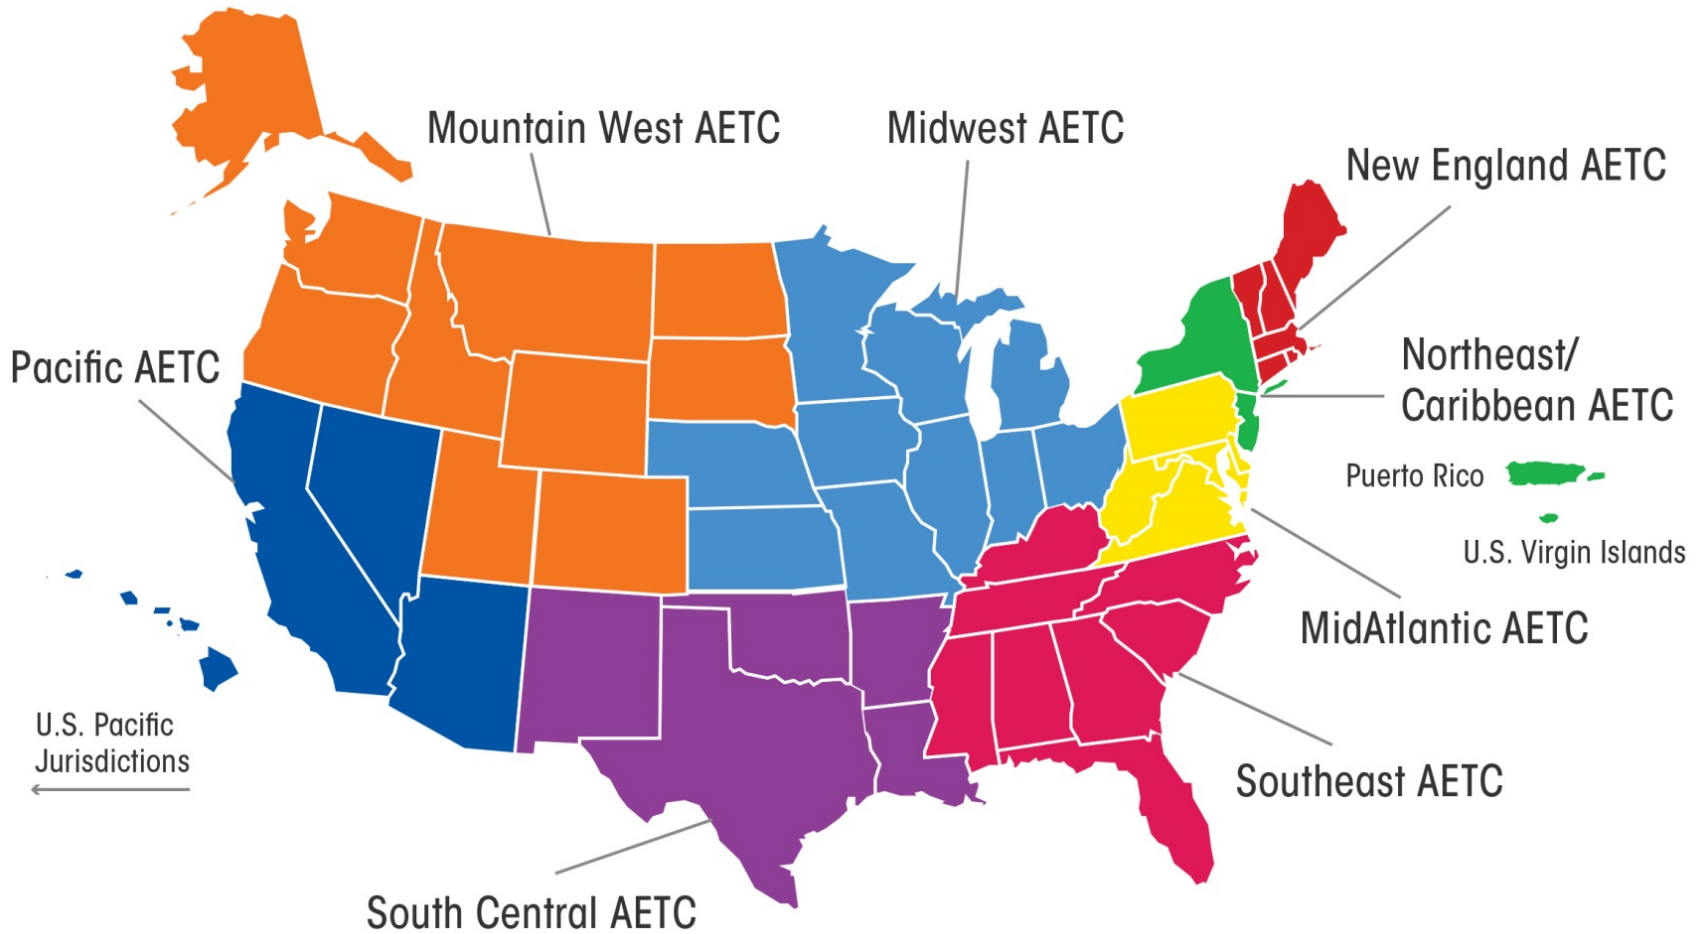 Mountain West AETC
Midwest AETC
New England AETC
Pacific AETC
Northeast/
Caribbean AETC
Puerto Rico
U.S. Virgin Islands
MidAtlantic AETC
U.S. Pacific
Jurisdictions
Southeast AETC
South Central AETC